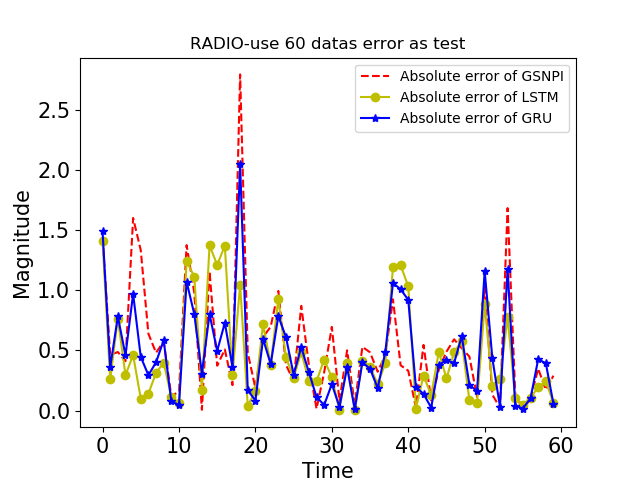 RADIO-use 60 datas error as test
Absolute error of GSNPI
Absolute error of LSTM
Absolute error of GRU
Magnitude
2.5
2.0
1.5
1.0
0.5
0.0
0 10 20 30 40 50 60
Time